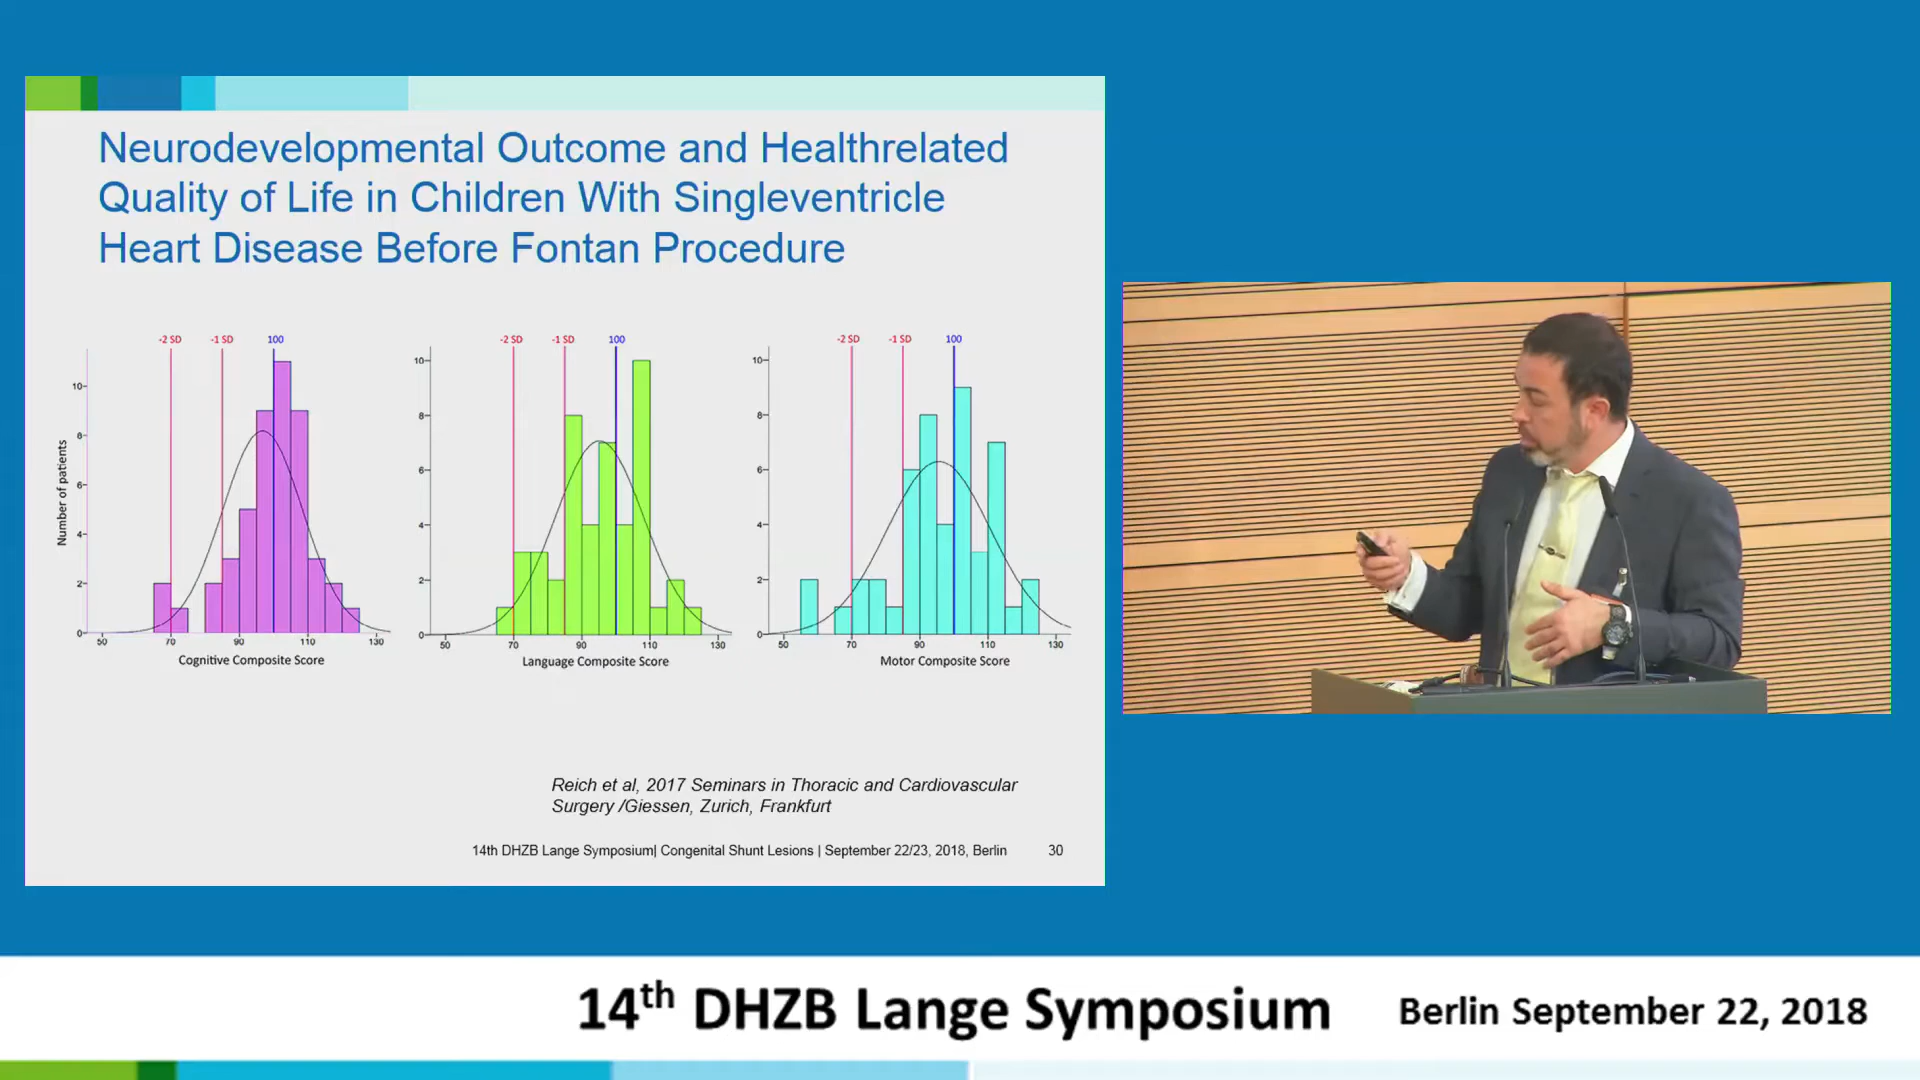 Neurodevelopmental Outcome and Healthrelated
Quality of Life in Children With Singleventricle
Heart Disease Before Fontan Procedure
-2 SD -1 SD 100
Number of patients
10
8
6
4
2
0
50 70 90 110 130
Cognitive Composite Score
-2 SD -1 SD 100
10
8
6
4
2
0
50 70 90 110 130
Language Composite Score
-2 SD -1 SD 100
10
8
6
4
2
0
50 70 90 110 130
Motor Composite Score
Reich et al, 2017 Seminars in Thoracic and Cardiovascular
Surgery /Giessen, Zurich, Frankfurt
14th DHZB Lange Symposium| Congenital Shunt Lesions | September 22/23, 2018, Berlin 30
14th DHZB Lange Symposium Berlin September 22, 2018